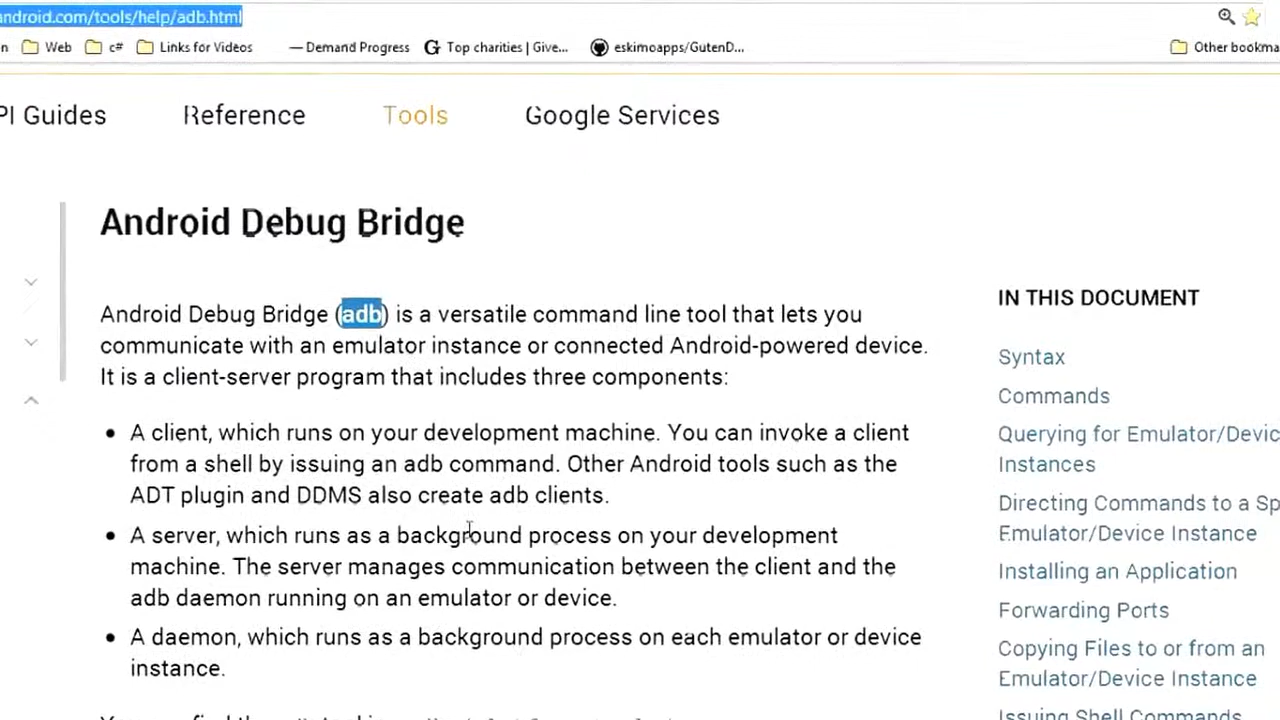 android.com/tools/help/adb.html
n Web c# Links for Videos — Demand Progress Top charities | Give... eskimoapps/GutenD... Other bookma
PI Guides Reference Tools Google Services
Android Debug Bridge
Android Debug Bridge (adb) is a versatile command line tool that lets you
communicate with an emulator instance or connected Android-powered device.
It is a client-server program that includes three components:
• A client, which runs on your development machine. You can invoke a client
from a shell by issuing an adb command. Other Android tools such as the
ADT plugin and DDMS also create adb clients.
• A server, which runs as a background process on your development
machine. The server manages communication between the client and the
adb daemon running on an emulator or device.
• A daemon, which runs as a background process on each emulator or device
instance.
IN THIS DOCUMENT
Syntax
Commands
Querying for Emulator/Devic
Instances
Directing Commands to a Sp
Emulator/Device Instance
Installing an Application
Forwarding Ports
Copying Files to or from an
Emulator/Device Instance
Issuing Shell Commands